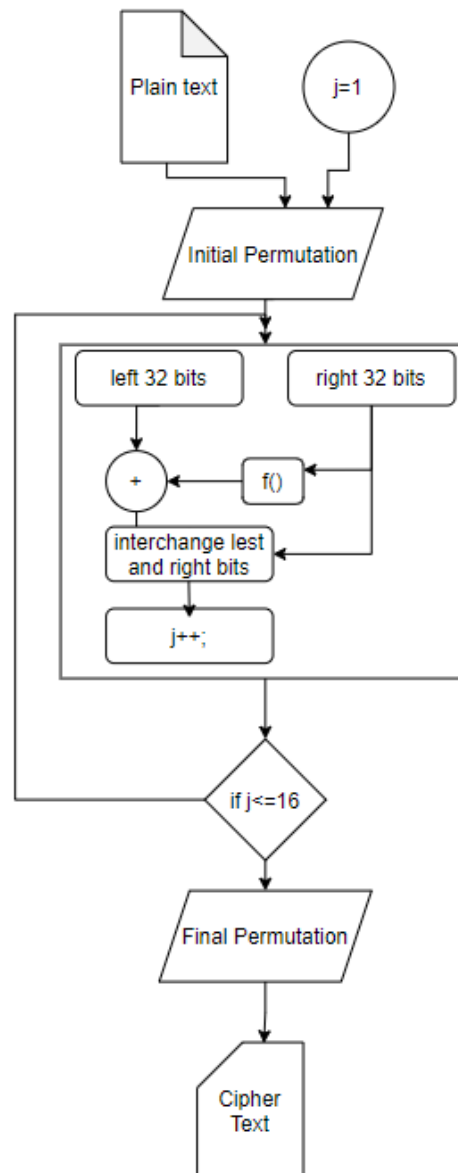 Plain text
j=1
Initial Permutation
left 32 bits
right 32 bits
+
f()
interchange lest
and right bits
j++;
if j<=16
Final Permutation
Cipher
Text